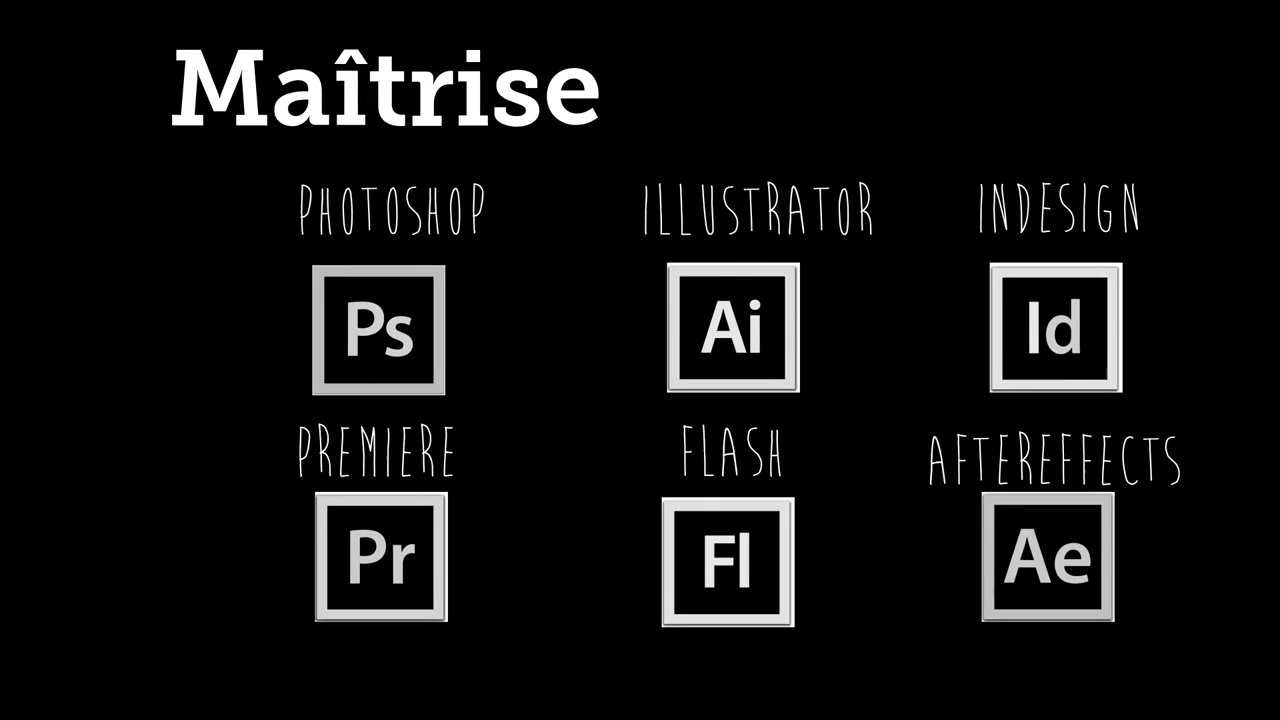 Maîtrise
PHOTOSHOP ILLUSTRATOR INDESIGN
Ps Ai Id
PREMIERE FLASH AFTEREFFECTS
Pr Fl Ae